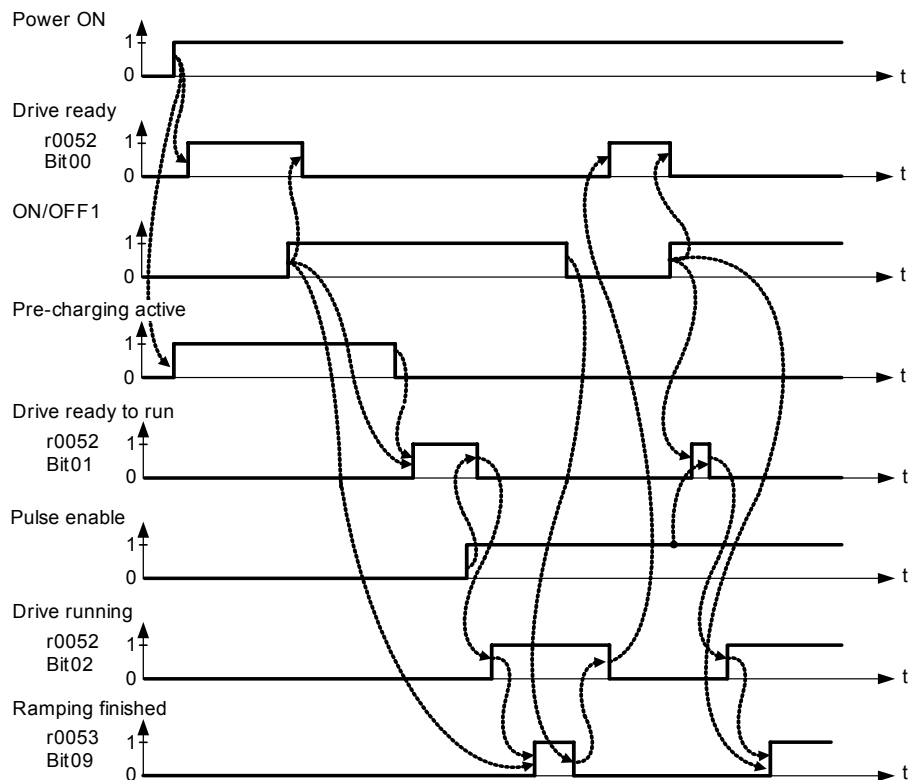 Power ON
1
0
t
Drive ready
r0052
Bit00
1
0
t
ON/OFF1
1
0
t
Pre-charging active
1
0
t
Drive ready to run
r0052
Bit01
1
0
t
Pulse enable
1
0
t
Drive running
r0052
Bit02
1
0
t
Ramping finished
r0053
Bit09
1
0
t